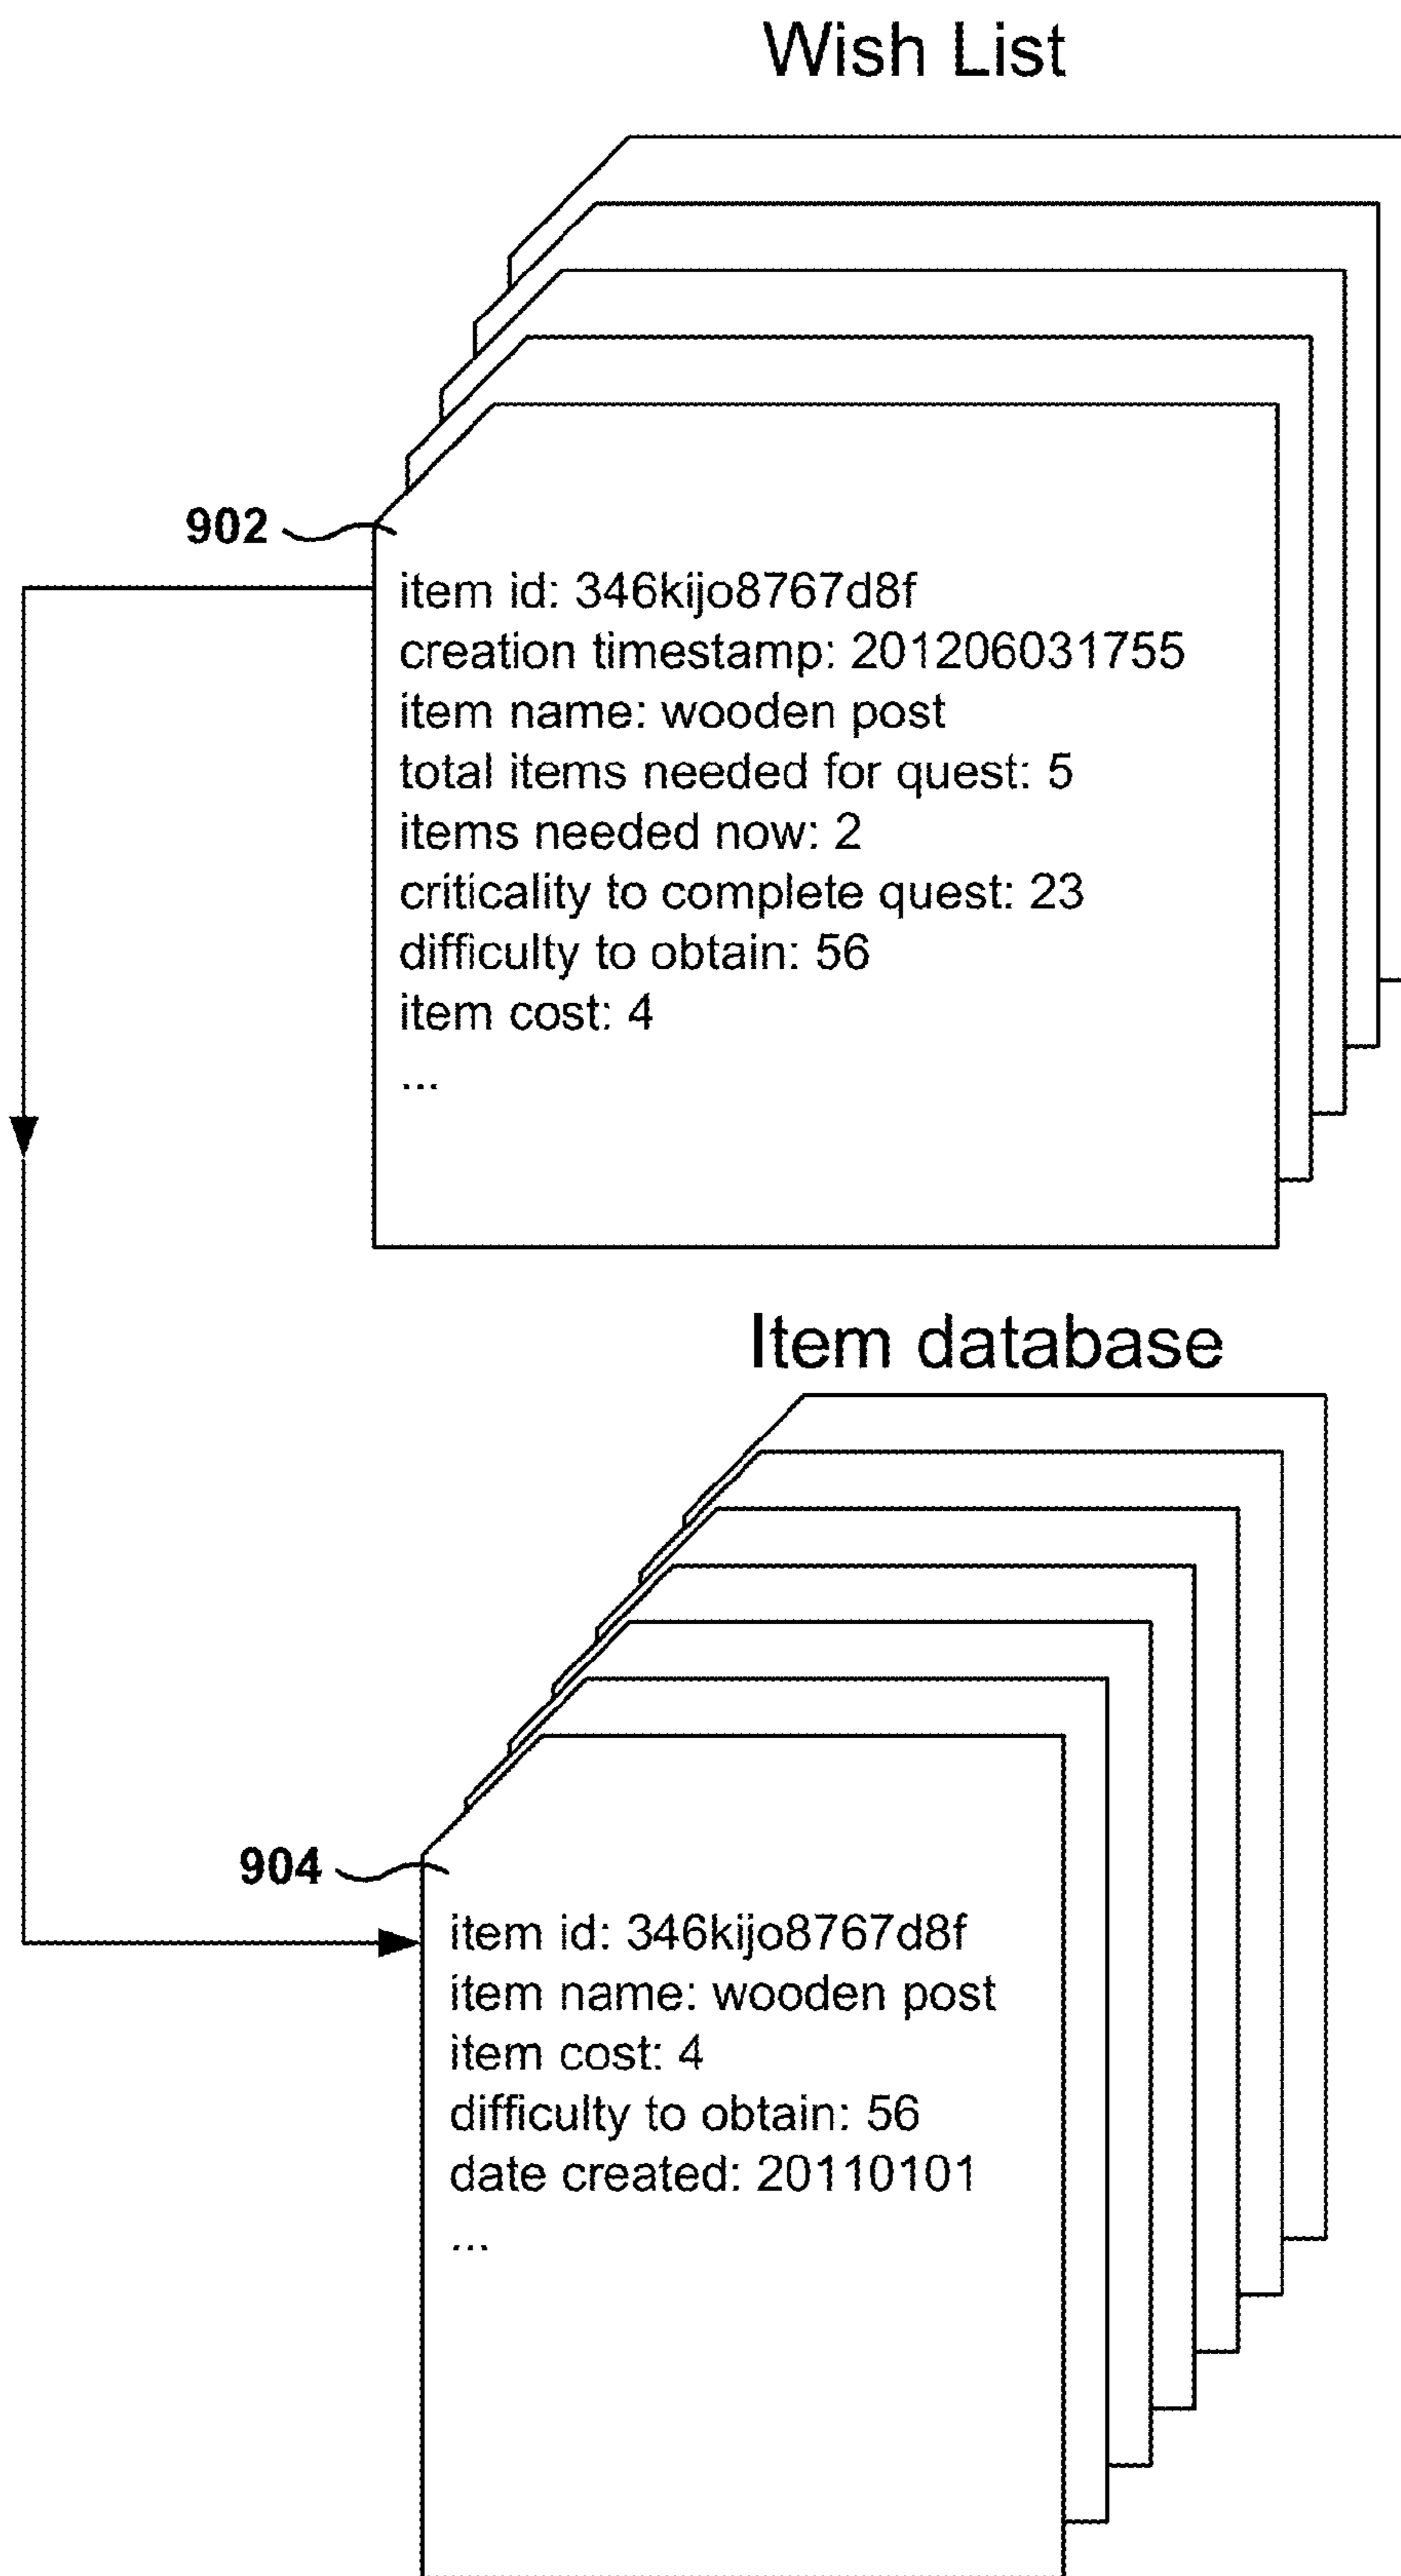 Wish List
902
item id: 346kijo8767d8f
creation timestamp: 201206031755
item name: wooden post
total items needed for quest: 5
items needed now: 2
criticality to complete quest: 23
difficulty to obtain: 56
item cost: 4
...
Item database
904
item id: 346kijo8767d8f
item name: wooden post
item cost: 4
difficulty to obtain: 56
date created: 20110101
...